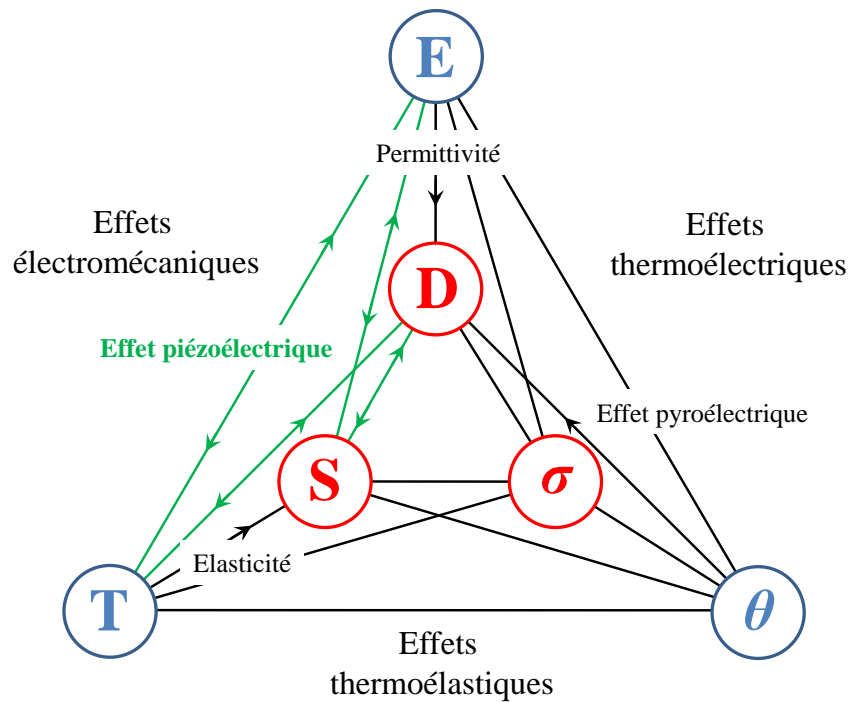 E
Permittivité
Effets
électromécaniques
Effets
thermoélectriques
D
Effet piézoélectrique
Effet pyroélectrique
S
σ
Elasticité
T
θ
Effets
thermoélastiques